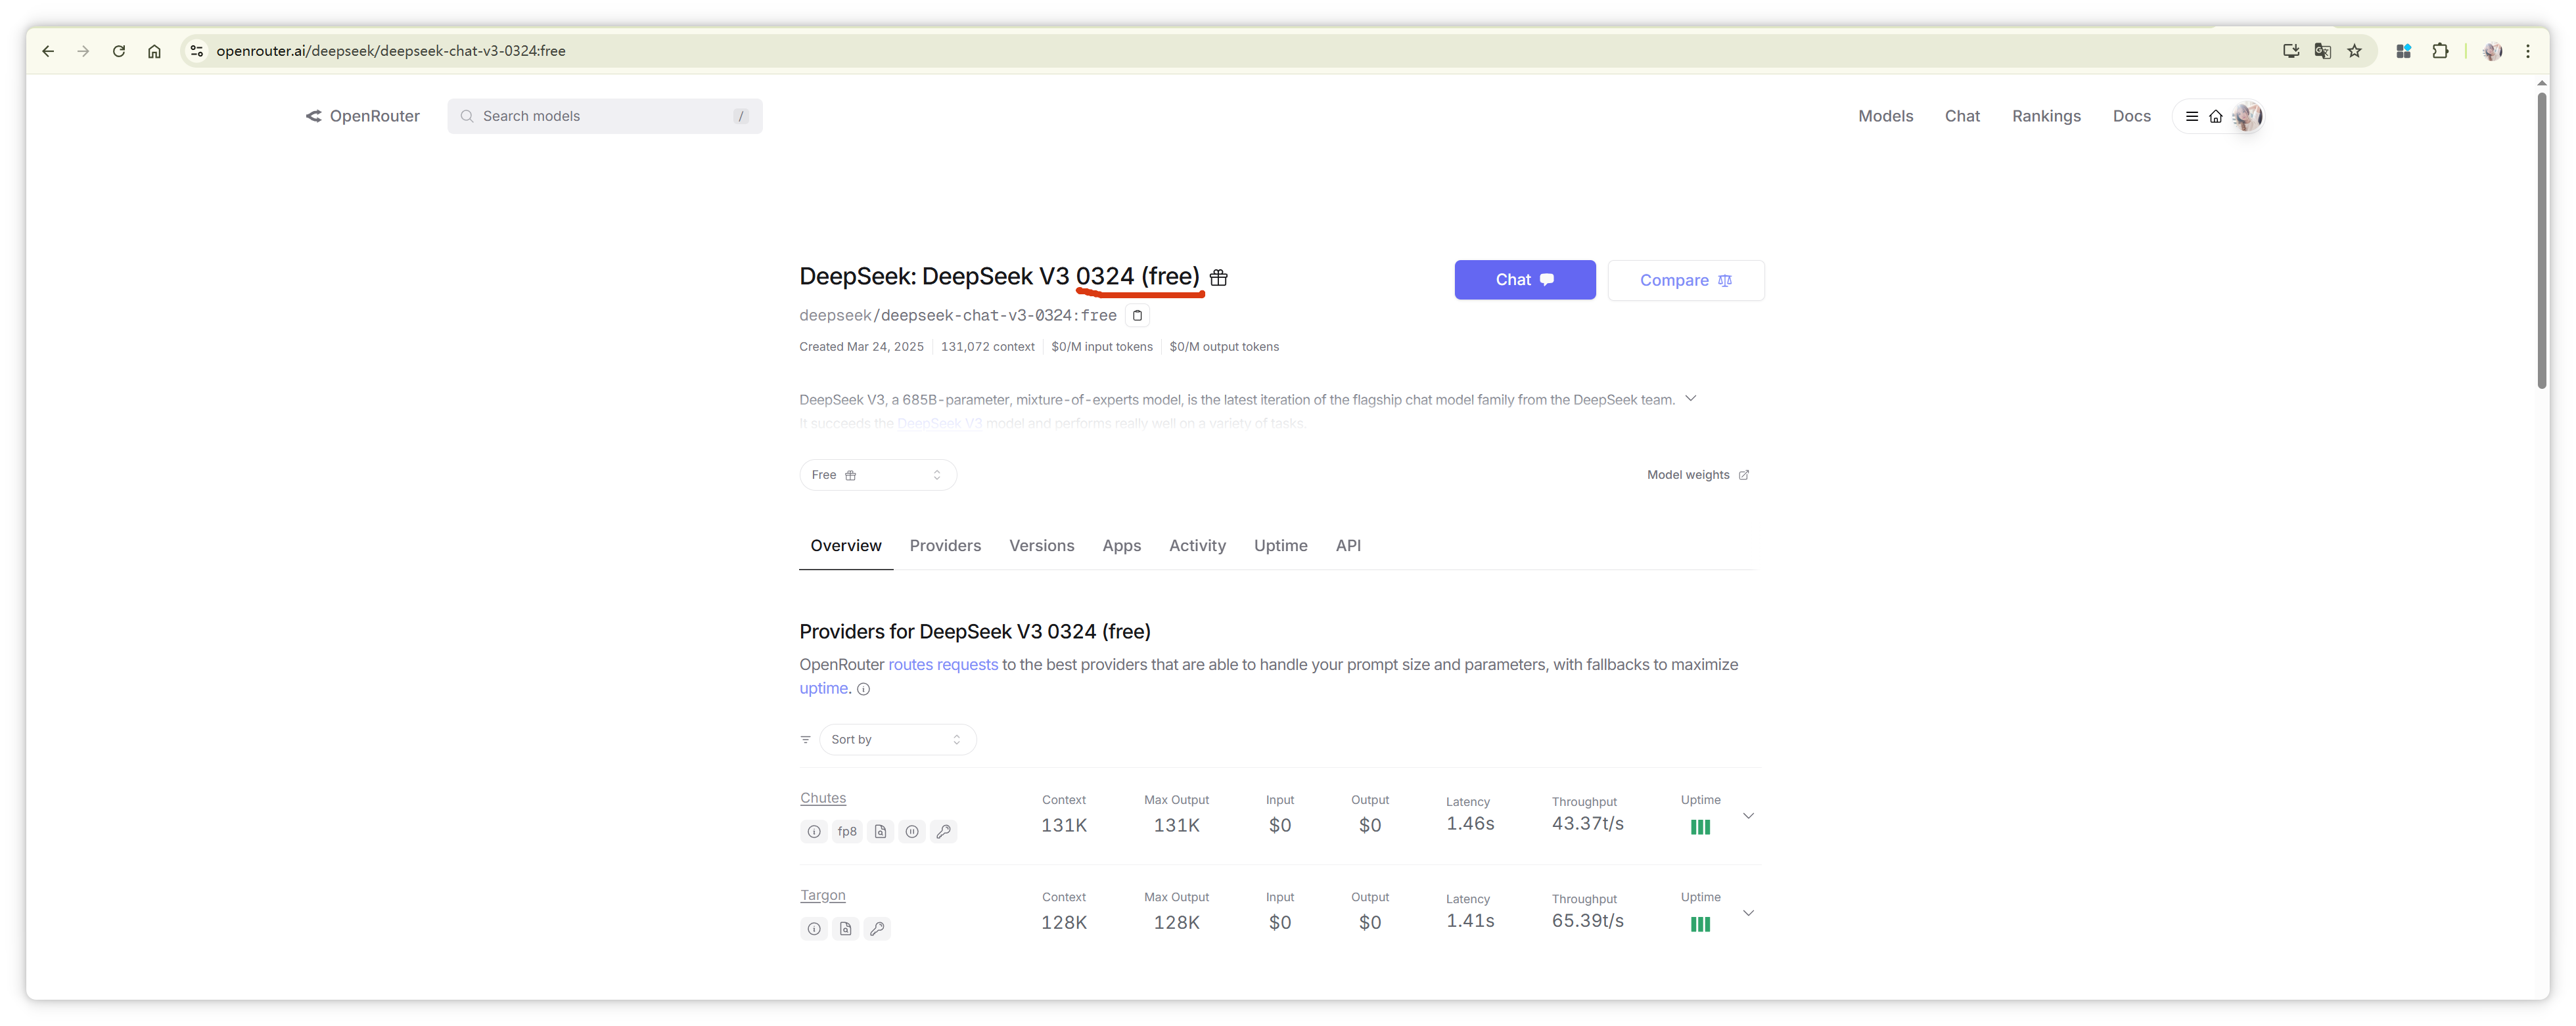 openrouter.ai/deepseek/deepseek-chat-v3-0324:free
OpenRouter
Search models
/
Models
Chat
Rankings
Docs
DeepSeek: DeepSeek V3 0324 (free)
Chat
Compare
deepseek/deepseek-chat-v3-0324:free
Created Mar 24, 2025
131,072 context
$0/M input tokens
$0/M output tokens
DeepSeek V3, a 685B-parameter, mixture-of-experts model, is the latest iteration of the flagship chat model family from the DeepSeek team.
It succeeds the DeepSeek V3 model and performs really well on a variety of tasks.
Free
Model weights
Overview
Providers
Versions
Apps
Activity
Uptime
API
Providers for DeepSeek V3 0324 (free)
OpenRouter routes requests to the best providers that are able to handle your prompt size and parameters, with fallbacks to maximize
uptime.
Sort by
Chutes
fp8
Context
131K
Max Output
131K
Input
$0
Output
$0
Latency
1.46s
Throughput
43.37t/s
Uptime
Targon
Context
128K
Max Output
128K
Input
$0
Output
$0
Latency
1.41s
Throughput
65.39t/s
Uptime